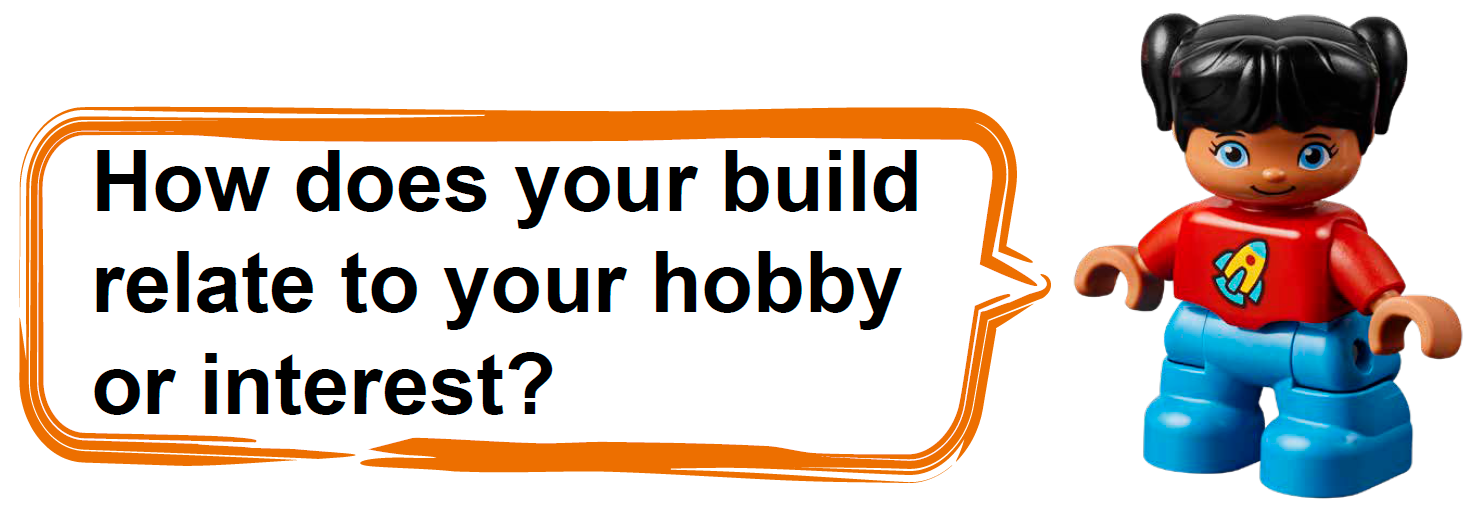 How does your build
relate to your hobby
or interest?